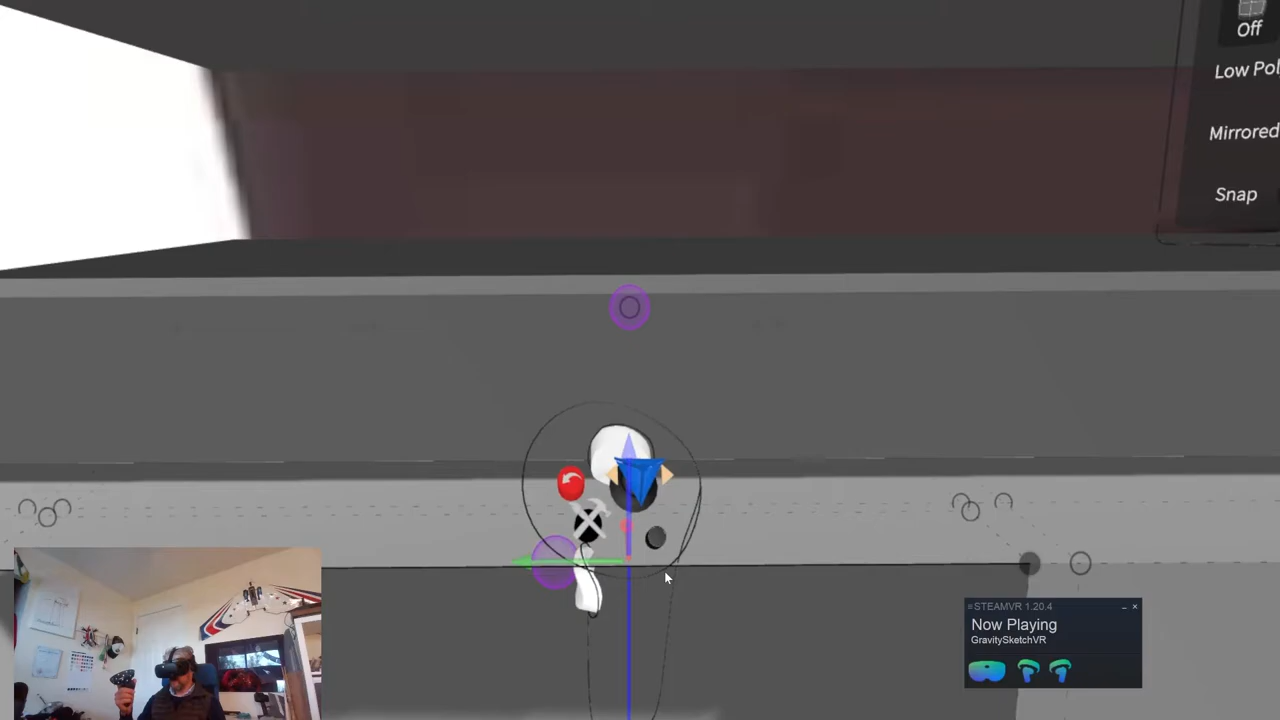 Off
Low Pol
Mirrored
Snap
STEAMVR 1.20.4
Now Playing
GravitySketchVR